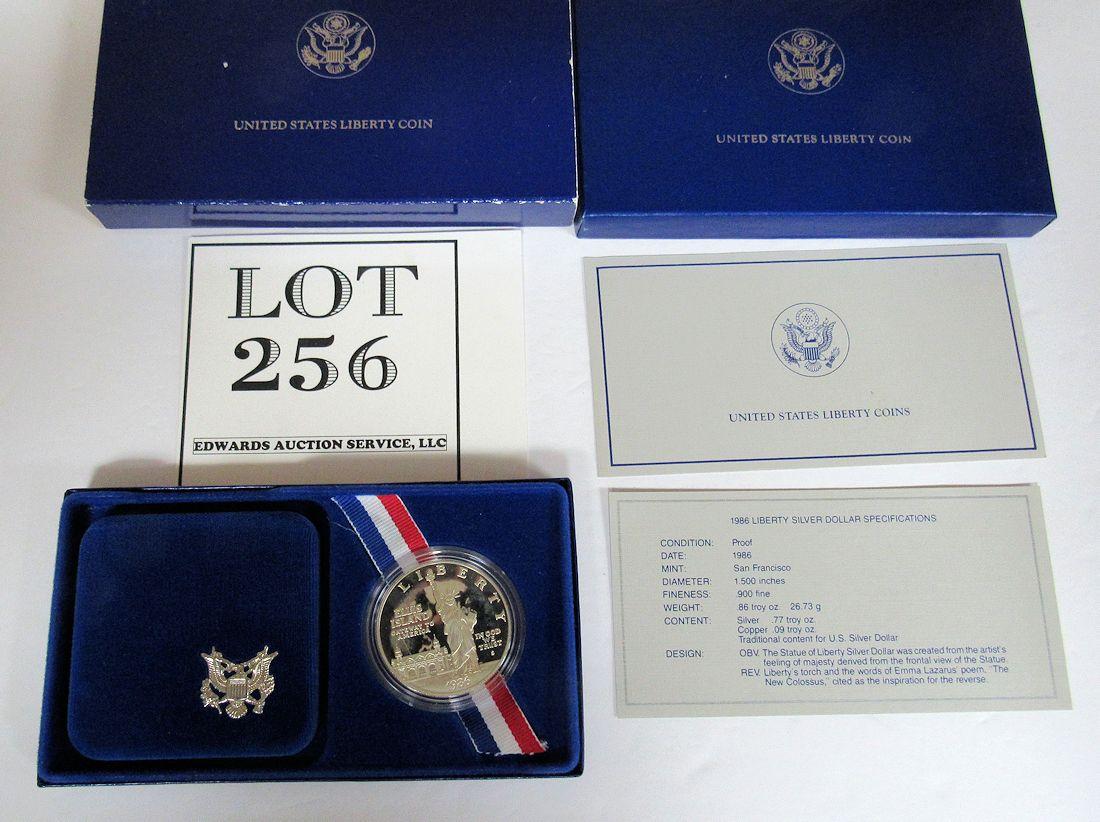 UNITED STATES LIBERTY COIN
UNITED STATES LIBERTY COIN
LOT
256
EDWARDS AUCTION SERVICE, LLC
UNITED STATES LIBERTY COINS
LIBERTY
ELLIS
ISLAND
GATEWAY TO
AMERICA
IN GOD
WE
TRUST
S
1986
1986 LIBERTY SILVER DOLLAR SPECIFICATIONS
CONDITION: Proof
DATE: 1986
MINT: San Francisco
DIAMETER: 1.500 inches
FINENESS: .900 fine
WEIGHT: .86 troy oz. 26.73 g
CONTENT: Silver .77 troy oz.
Copper .09 troy oz.
Traditional content for U.S. Silver Dollar
DESIGN: OBV. The Statue of Liberty Silver Dollar was created from the artist's
feeling of majesty derived from the frontal view of the Statue.
REV. Liberty's torch and the words of Emma Lazarus' poem, "The
New Colossus," cited as the inspiration for the reverse.